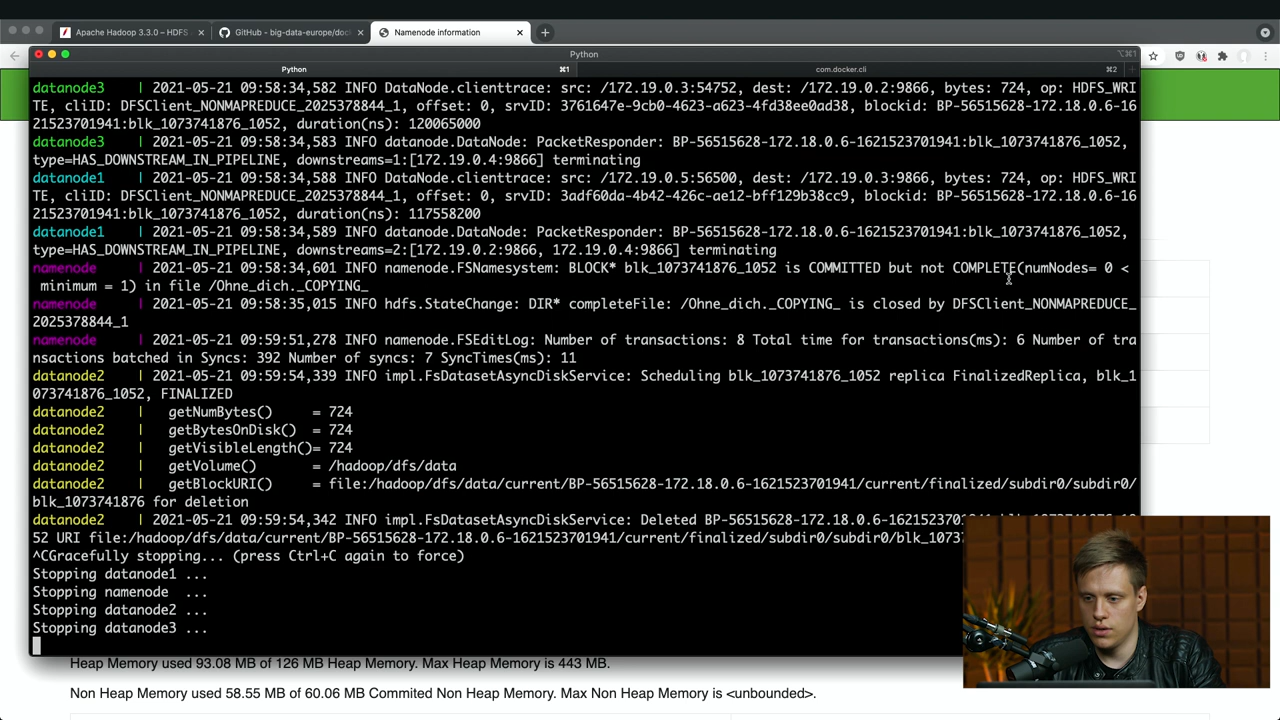 Apache Hadoop 3.3.0 – HDFS
GitHub - big-data-europe/doc
Namenode information
Python
⌥⌘1
Python ⌘1
com.docker.cli ⌘2
datanode3 | 2021-05-21 09:58:34,582 INFO DataNode.clienttrace: src: /172.19.0.3:54752, dest: /172.19.0.2:9866, bytes: 724, op: HDFS_WRI
TE, cliID: DFSClient_NONMAPREDUCE_2025378844_1, offset: 0, srvID: 3761647e-9cb0-4623-a623-4fd38ee0ad38, blockid: BP-56515628-172.18.0.6-16
21523701941:blk_1073741876_1052, duration(ns): 120065000
datanode3 | 2021-05-21 09:58:34,583 INFO datanode.DataNode: PacketResponder: BP-56515628-172.18.0.6-1621523701941:blk_1073741876_1052,
type=HAS_DOWNSTREAM_IN_PIPELINE, downstreams=1:[172.19.0.4:9866] terminating
datanode1 | 2021-05-21 09:58:34,588 INFO DataNode.clienttrace: src: /172.19.0.5:56500, dest: /172.19.0.3:9866, bytes: 724, op: HDFS_WRI
TE, cliID: DFSClient_NONMAPREDUCE_2025378844_1, offset: 0, srvID: 3adf60da-4b42-426c-ae12-bff129b38cc9, blockid: BP-56515628-172.18.0.6-16
21523701941:blk_1073741876_1052, duration(ns): 117558200
datanode1 | 2021-05-21 09:58:34,589 INFO datanode.DataNode: PacketResponder: BP-56515628-172.18.0.6-1621523701941:blk_1073741876_1052,
type=HAS_DOWNSTREAM_IN_PIPELINE, downstreams=2:[172.19.0.2:9866, 172.19.0.4:9866] terminating
namenode | 2021-05-21 09:58:34,601 INFO namenode.FSNamesystem: BLOCK* blk_1073741876_1052 is COMMITTED but not COMPLETE(numNodes= 0 <
minimum = 1) in file /Ohne_dich._COPYING_
namenode | 2021-05-21 09:58:35,015 INFO hdfs.StateChange: DIR* completeFile: /Ohne_dich._COPYING_ is closed by DFSClient_NONMAPREDUCE_
2025378844_1
namenode | 2021-05-21 09:59:51,278 INFO namenode.FSEditLog: Number of transactions: 8 Total time for transactions(ms): 6 Number of tra
nsactions batched in Syncs: 392 Number of syncs: 7 SyncTimes(ms): 11
datanode2 | 2021-05-21 09:59:54,339 INFO impl.FsDatasetAsyncDiskService: Scheduling blk_1073741876_1052 replica FinalizedReplica, blk_1
073741876_1052, FINALIZED
datanode2 | getNumBytes() = 724
datanode2 | getBytesOnDisk() = 724
datanode2 | getVisibleLength()= 724
datanode2 | getVolume() = /hadoop/dfs/data
datanode2 | getBlockURI() = file:/hadoop/dfs/data/current/BP-56515628-172.18.0.6-1621523701941/current/finalized/subdir0/subdir0/
blk_1073741876 for deletion
datanode2 | 2021-05-21 09:59:54,342 INFO impl.FsDatasetAsyncDiskService: Deleted BP-56515628-172.18.0.6-1621523701941
52 URI file:/hadoop/dfs/data/current/BP-56515628-172.18.0.6-1621523701941/current/finalized/subdir0/subdir0/blk_10737
^CGracefully stopping... (press Ctrl+C again to force)
Stopping datanode1 ...
Stopping namenode ...
Stopping datanode2 ...
Stopping datanode3 ...
Heap Memory used 93.08 MB of 126 MB Heap Memory. Max Heap Memory is 443 MB.
Non Heap Memory used 58.55 MB of 60.06 MB Commited Non Heap Memory. Max Non Heap Memory is <unbounded>.